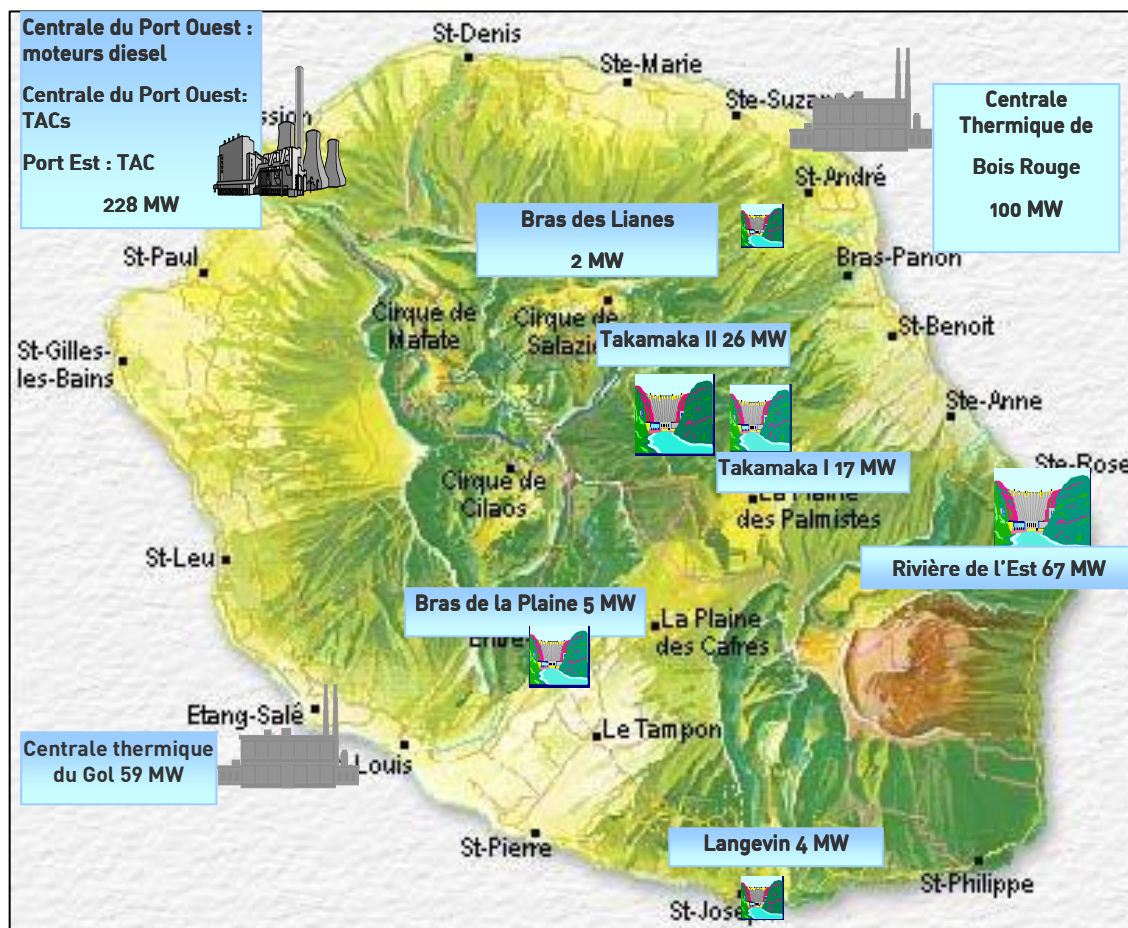 Centrale du Port Ouest :
moteurs diesel
Centrale du Port Ouest:
TACs
Port Est : TAC
228 MW
St-Denis
Ste-Marie
Centrale
Thermique de
Bois Rouge
100 MW
St-André
Bras des Lianes
2 MW
St-Paul
Bras-Panon
Cirque de
Mafate
Cirque de
St-Benoit
Takamaka II 26 MW
St-Gilles-
les-Bains
Ste-Anne
Takamaka I 17 MW
Ste-Rose
Cirque de
Cilaos
La Plaine
des Palmistes
St-Leu
Rivière de l'Est 67 MW
Bras de la Plaine 5 MW
La Plaine
des Cafres
Etang-Salé
Le Tampon
Centrale thermique
du Gol 59 MW
Louis
St-Pierre
Langevin 4 MW
St-Philippe